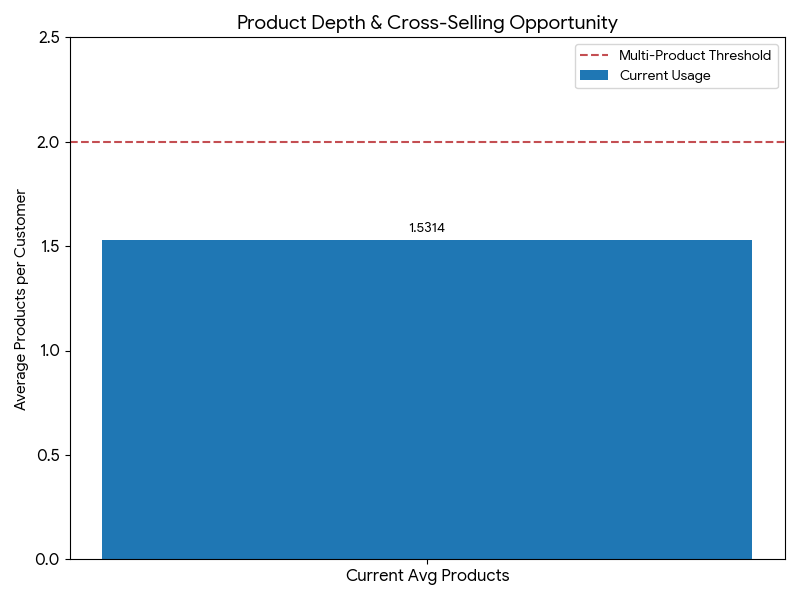 Product Depth & Cross-Selling Opportunity
2.5
2.0
1.5
1.0
0.5
0.0
Average Products per Customer
Multi-Product Threshold
Current Usage
1.5314
Current Avg Products